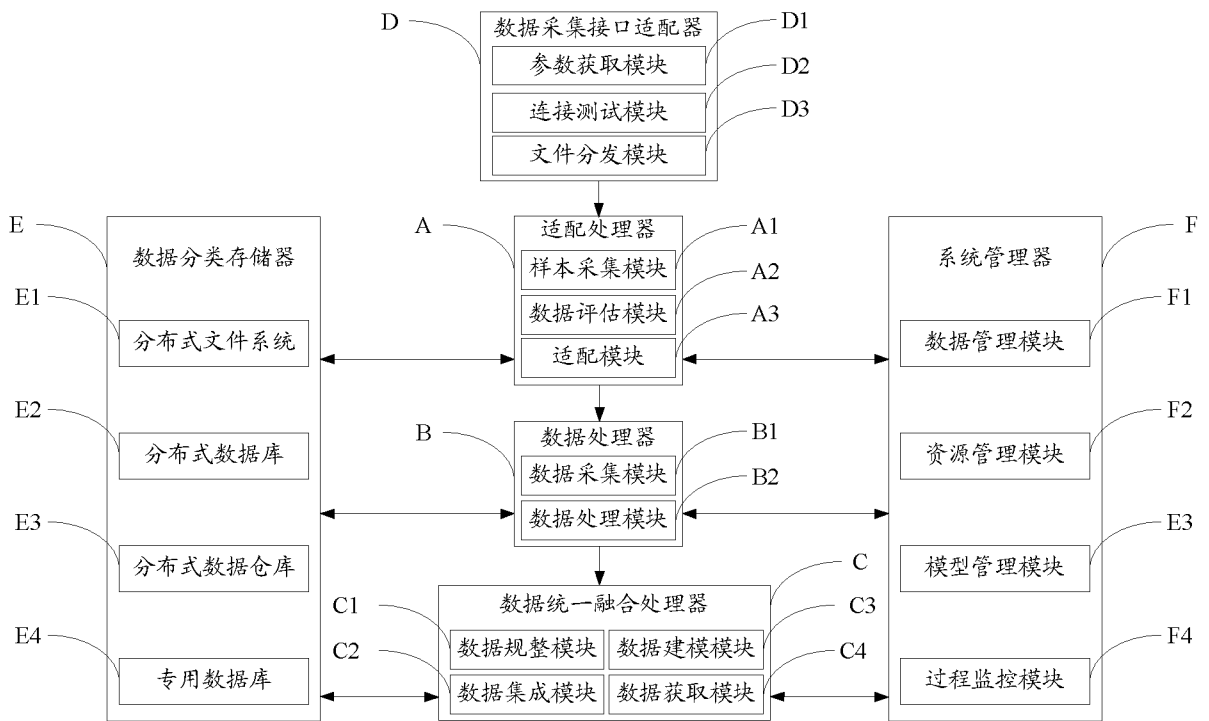 D
数据采集接口适配器
D1
参数获取模块
D2
连接测试模块
D3
文件分发模块
E
数据分类存储器
E1
分布式文件系统
E2
分布式数据库
E3
分布式数据仓库
E4
专用数据库
A
适配处理器
A1
样本采集模块
A2
数据评估模块
A3
适配模块
B
数据处理器
B1
数据采集模块
B2
数据处理模块
C
数据统一融合处理器
C1
数据规整模块
C3
数据建模模块
C2
数据集成模块
C4
数据获取模块
F
系统管理器
F1
数据管理模块
F2
资源管理模块
E3
模型管理模块
F4
过程监控模块